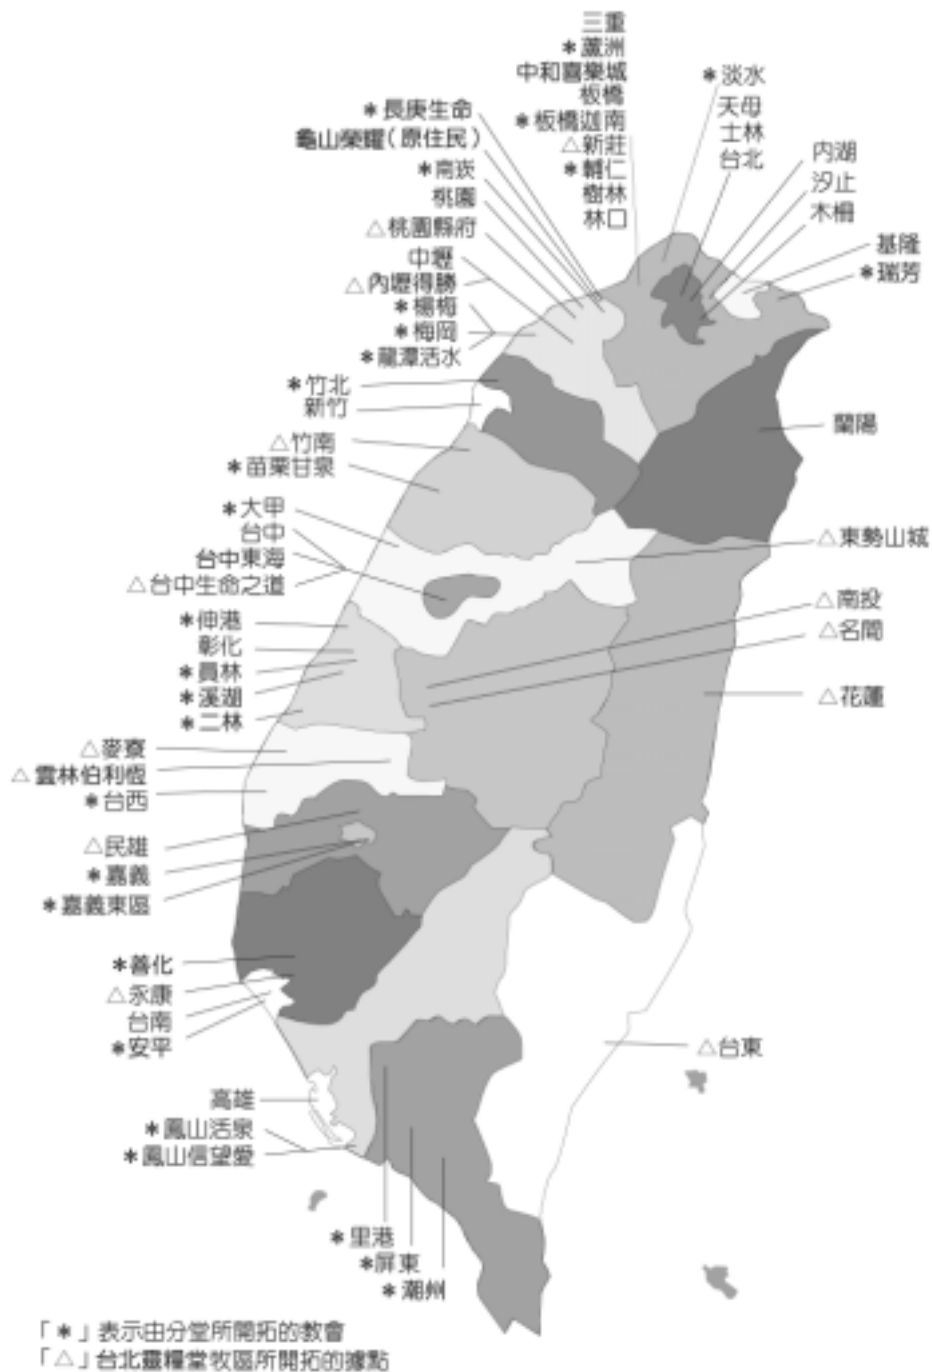 三重
＊蘆洲
中和喜樂城
板橋
＊板橋迦南
△新莊
＊輔仁
樹林
林口
＊淡水
天母
士林
台北
內湖
汐止
木柵
基隆
＊瑞芳
＊長庚生命
龜山榮耀(原住民)
＊南崁
桃園
△桃園縣府
中壢
△內壢得勝
＊楊梅
＊梅岡
＊龍潭活水
＊竹北
新竹
△竹南
＊苗栗甘泉
＊大甲
台中
台中東海
△台中生命之道
＊伸港
彰化
＊員林
＊溪湖
＊二林
△麥寮
△雲林伯利恆
＊台西
△民雄
＊嘉義
＊嘉義東區
＊善化
△永康
台南
＊安平
高雄
＊鳳山活泉
＊鳳山信望愛
＊里港
＊屏東
＊潮州
蘭陽
△東勢山城
△南投
△名間
△花蓮
△台東
「＊」表示由分堂所開拓的教會
「△」台北靈糧堂牧區所開拓的據點